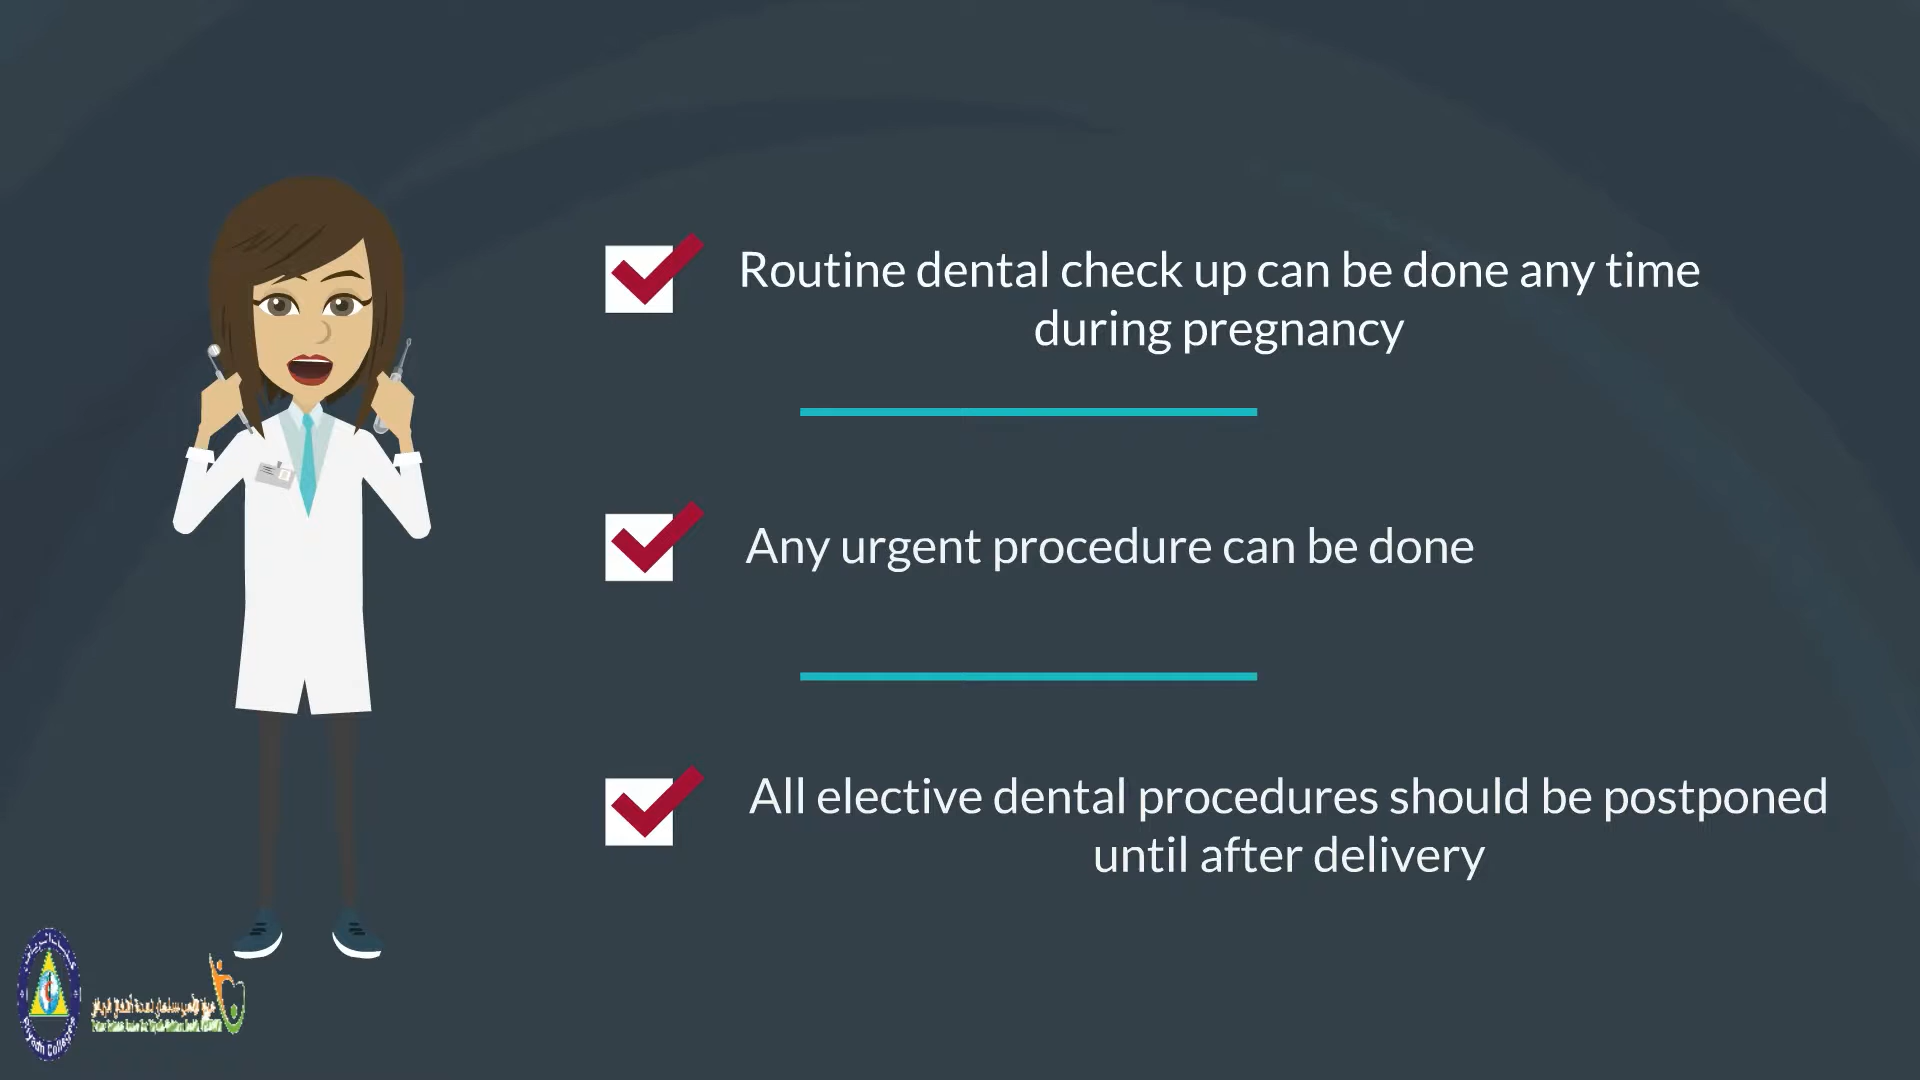 Routine dental check up can be done any time
during pregnancy
Any urgent procedure can be done
All elective dental procedures should be postponed
until after delivery